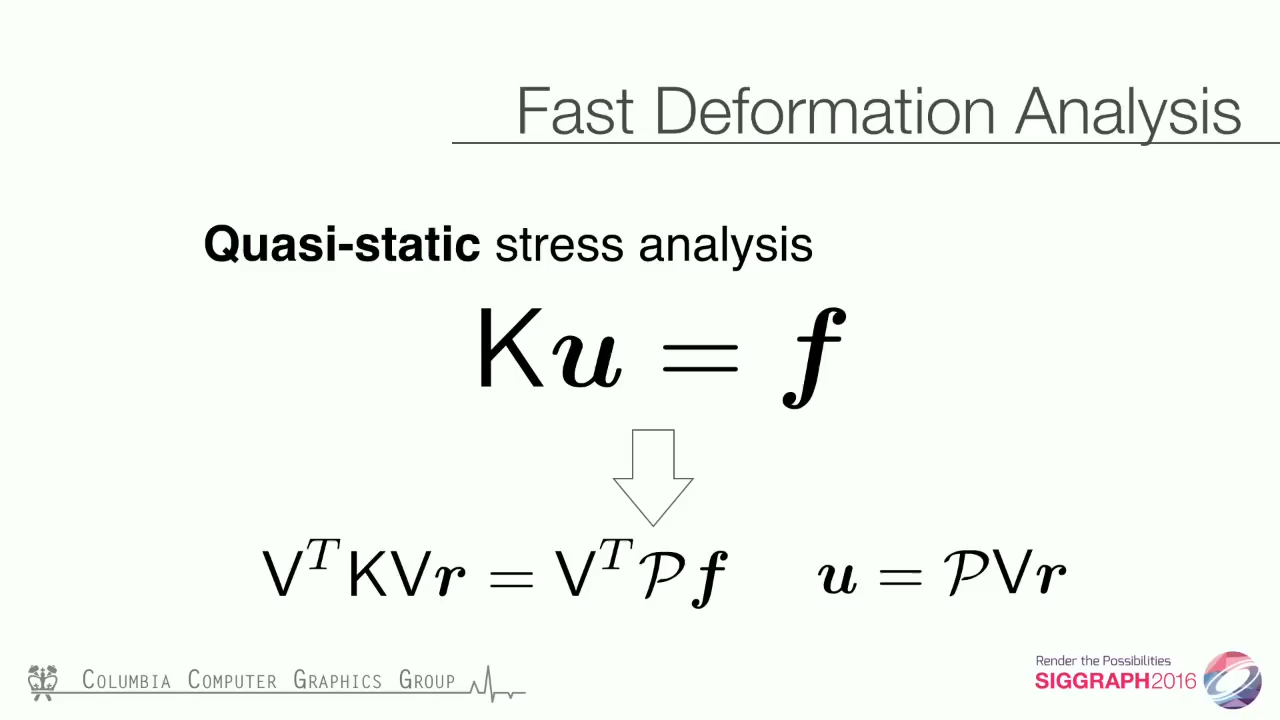 Fast Deformation Analysis
Quasi-static stress analysis
Ku = f
V^T KVr = V^T 𝒫f    u = 𝒫Vr
Columbia Computer Graphics Group
Render the Possibilities
SIGGRAPH2016